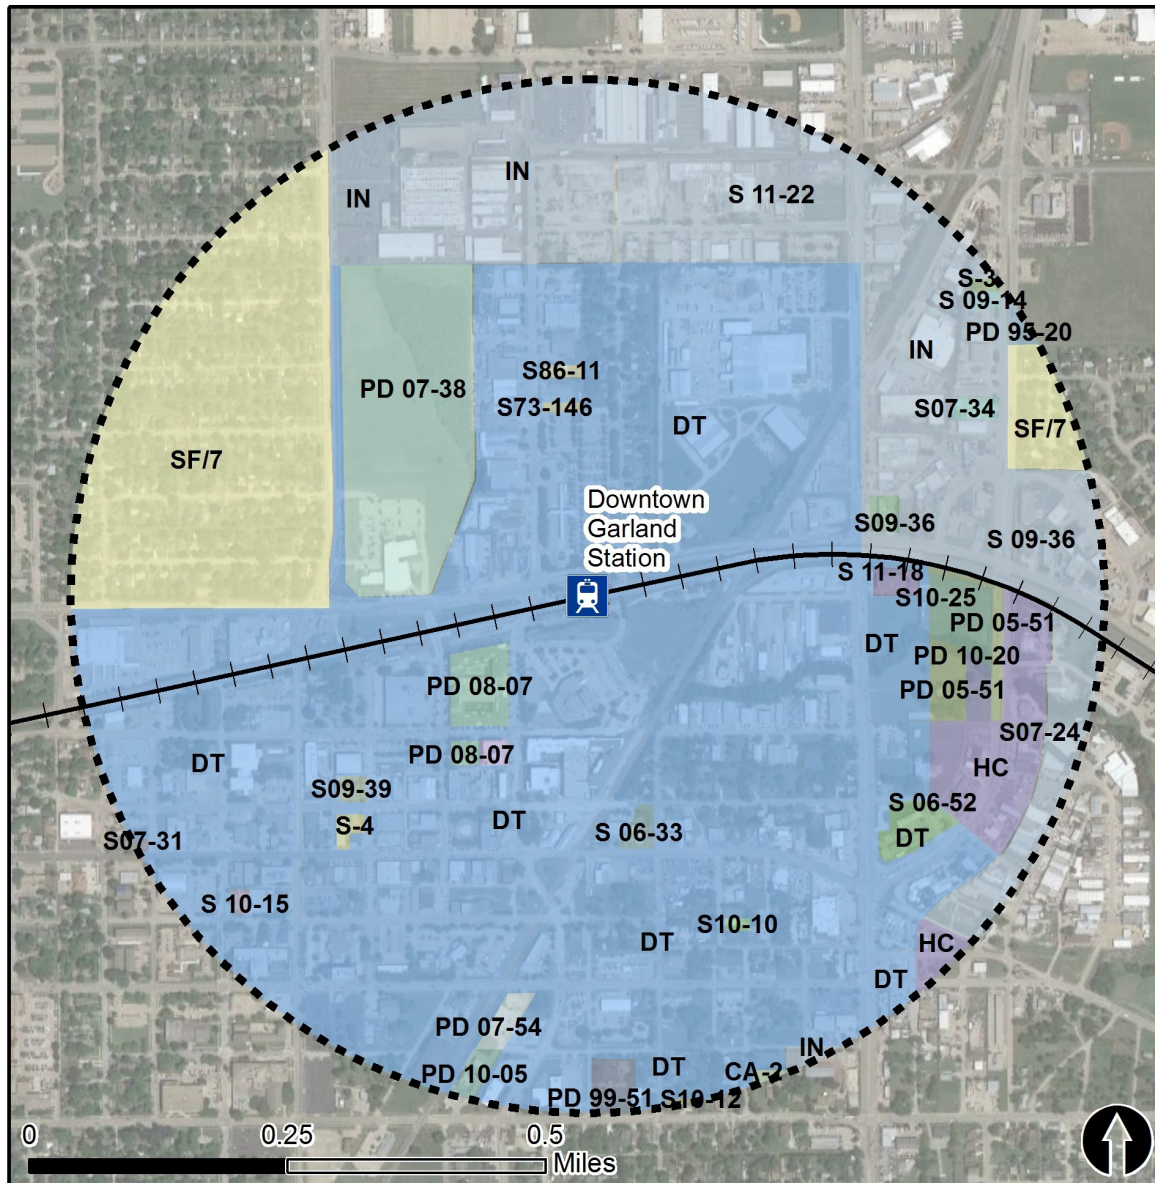 IN
IN
S 11-22
S-3
S 09-14
PD 95-20
IN
S86-11
PD 07-38
S73-146
S07-34
DT
SF/7
SF/7
Downtown
Garland
Station
S09-36
S 09-36
S 11-18
S10-25
PD 05-51
DT
PD 10-20
PD 08-07
PD 05-51
S07-24
PD 08-07
DT
HC
S09-39
S 06-52
S-4
DT
S 06-33
S07-31
DT
S 10-15
S10-10
DT
HC
DT
PD 07-54
IN
DT
PD 10-05
CA-2
PD 99-51
S10-12
0 0.25 0.5
Miles